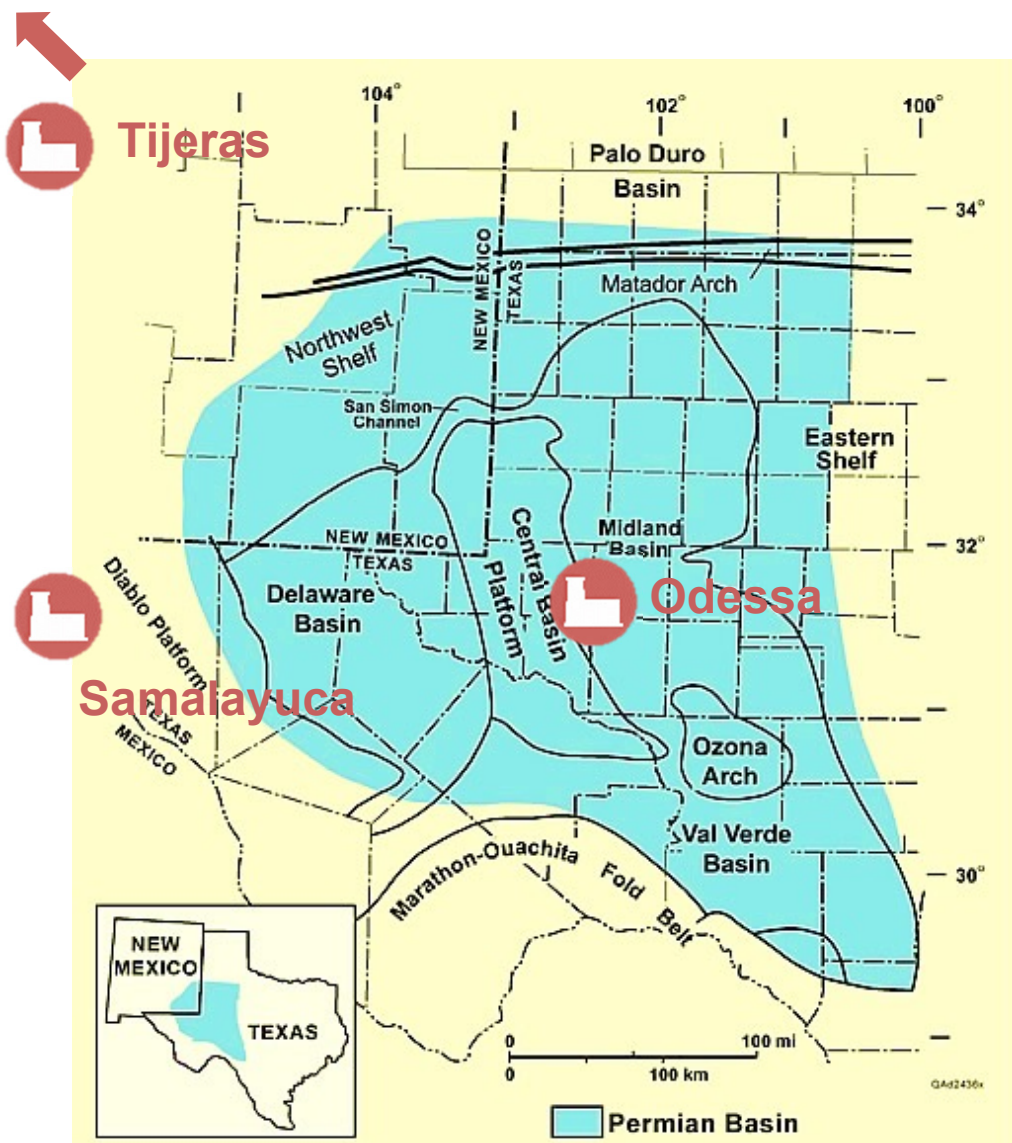 104°
102°
100°
Tijeras
Palo Duro
Basin
34°
NEW MEXICO
TEXAS
Matador Arch
Northwest
Shelf
San Simon
Channel
Eastern
Shelf
Central Basin
Platform
Midland
Basin
NEW MEXICO
TEXAS
32°
Diablo Platform
Delaware
Basin
Odessa
Samalayuca
TEXAS
MEXICO
Ozona
Arch
Val Verde
Basin
Marathon-Ouachita Fold Belt
30°
NEW
MEXICO
TEXAS
0 100 mi
0 100 km
QAd2436x
Permian Basin